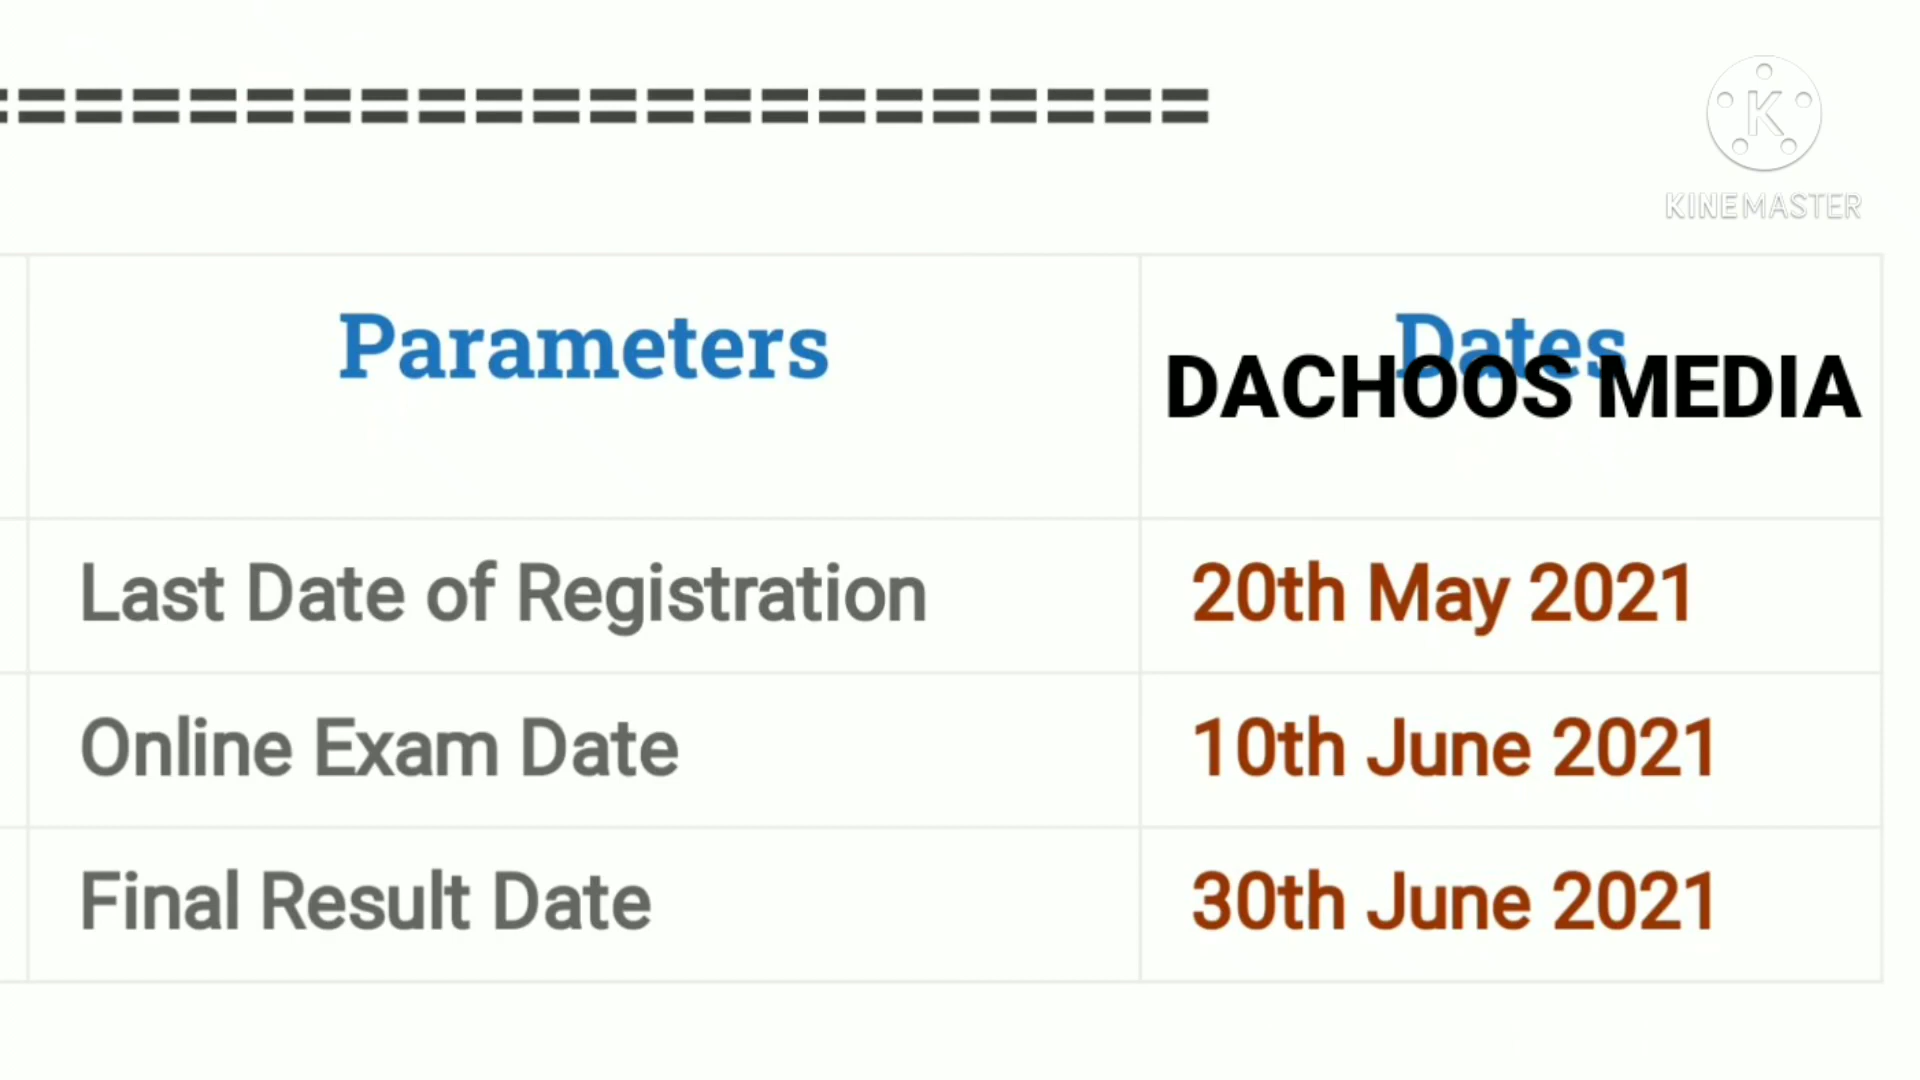 =====================
K
KINEMASTER
Parameters
Dates
DACHOOS MEDIA
Last Date of Registration
20th May 2021
Online Exam Date
10th June 2021
Final Result Date
30th June 2021